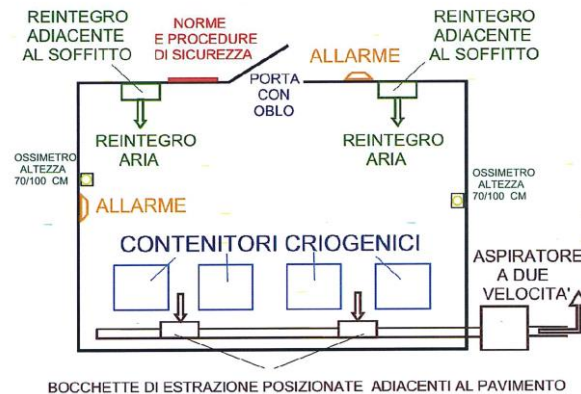 REINTEGRO
ADIACENTE
AL SOFFITTO
NORME
E PROCEDURE
DI SICUREZZA
PORTA
CON
OBLO
ALLARME
REINTEGRO
ADIACENTE
AL SOFFITTO
REINTEGRO
ARIA
REINTEGRO
ARIA
OSSIMETRO
ALTEZZA
70/100 CM
OSSIMETRO
ALTEZZA
70/100 CM
ALLARME
CONTENITORI CRIOGENICI
ASPIRATORE
A DUE
VELOCITA'
BOCCHETTE DI ESTRAZIONE POSIZIONATE ADIACENTI AL PAVIMENTO